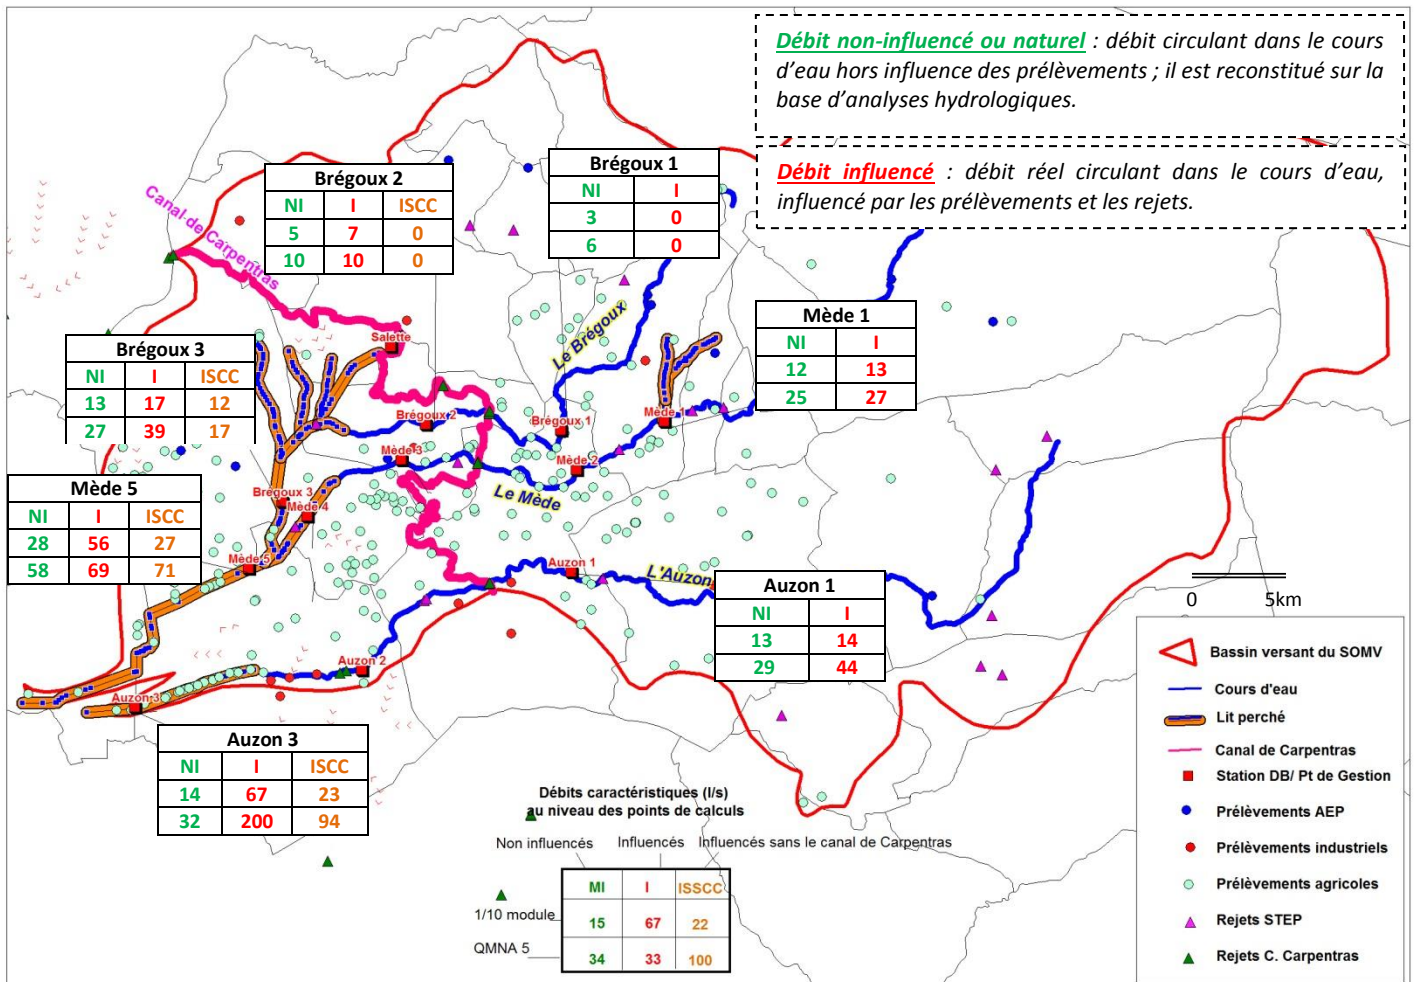 Débit non-influencé ou naturel : débit circulant dans le cours
d'eau hors influence des prélèvements ; il est reconstitué sur la
base d'analyses hydrologiques.
Débit influencé : débit réel circulant dans le cours d'eau,
influencé par les prélèvements et les rejets.
Brégoux 1
NI I
3 0
6 0
Brégoux 2
NI I ISCC
5 7 0
10 10 0
Canal de Carpentras
Mède 1
NI I
12 13
25 27
Brégoux 3
NI I ISCC
13 17 12
27 39 17
Salette
Le Brégoux
Brégoux 2
Brégoux 1
Mède 1
Mède 3
Mède 2
Le Mède
Mède 5
NI I ISCC
28 56 27
58 69 71
Brégoux 3
Mède 4
Mède 5
Auzon 1
L'Auzon
Auzon 1
NI I
13 14
29 44
0 5km
Auzon 2
Auzon 3
Auzon 3
NI I ISCC
14 67 23
32 200 94
Débits caractéristiques (l/s)
au niveau des points de calculs
Non influencés Influencés Influencés sans le canal de Carpentras
MI I ISSCC
1/10 module 15 67 22
QMNA 5 34 33 100
Bassin versant du SOMV
Cours d'eau
Lit perché
Canal de Carpentras
Station DB/ Pt de Gestion
Prélèvements AEP
Prélèvements industriels
Prélèvements agricoles
Rejets STEP
Rejets C. Carpentras